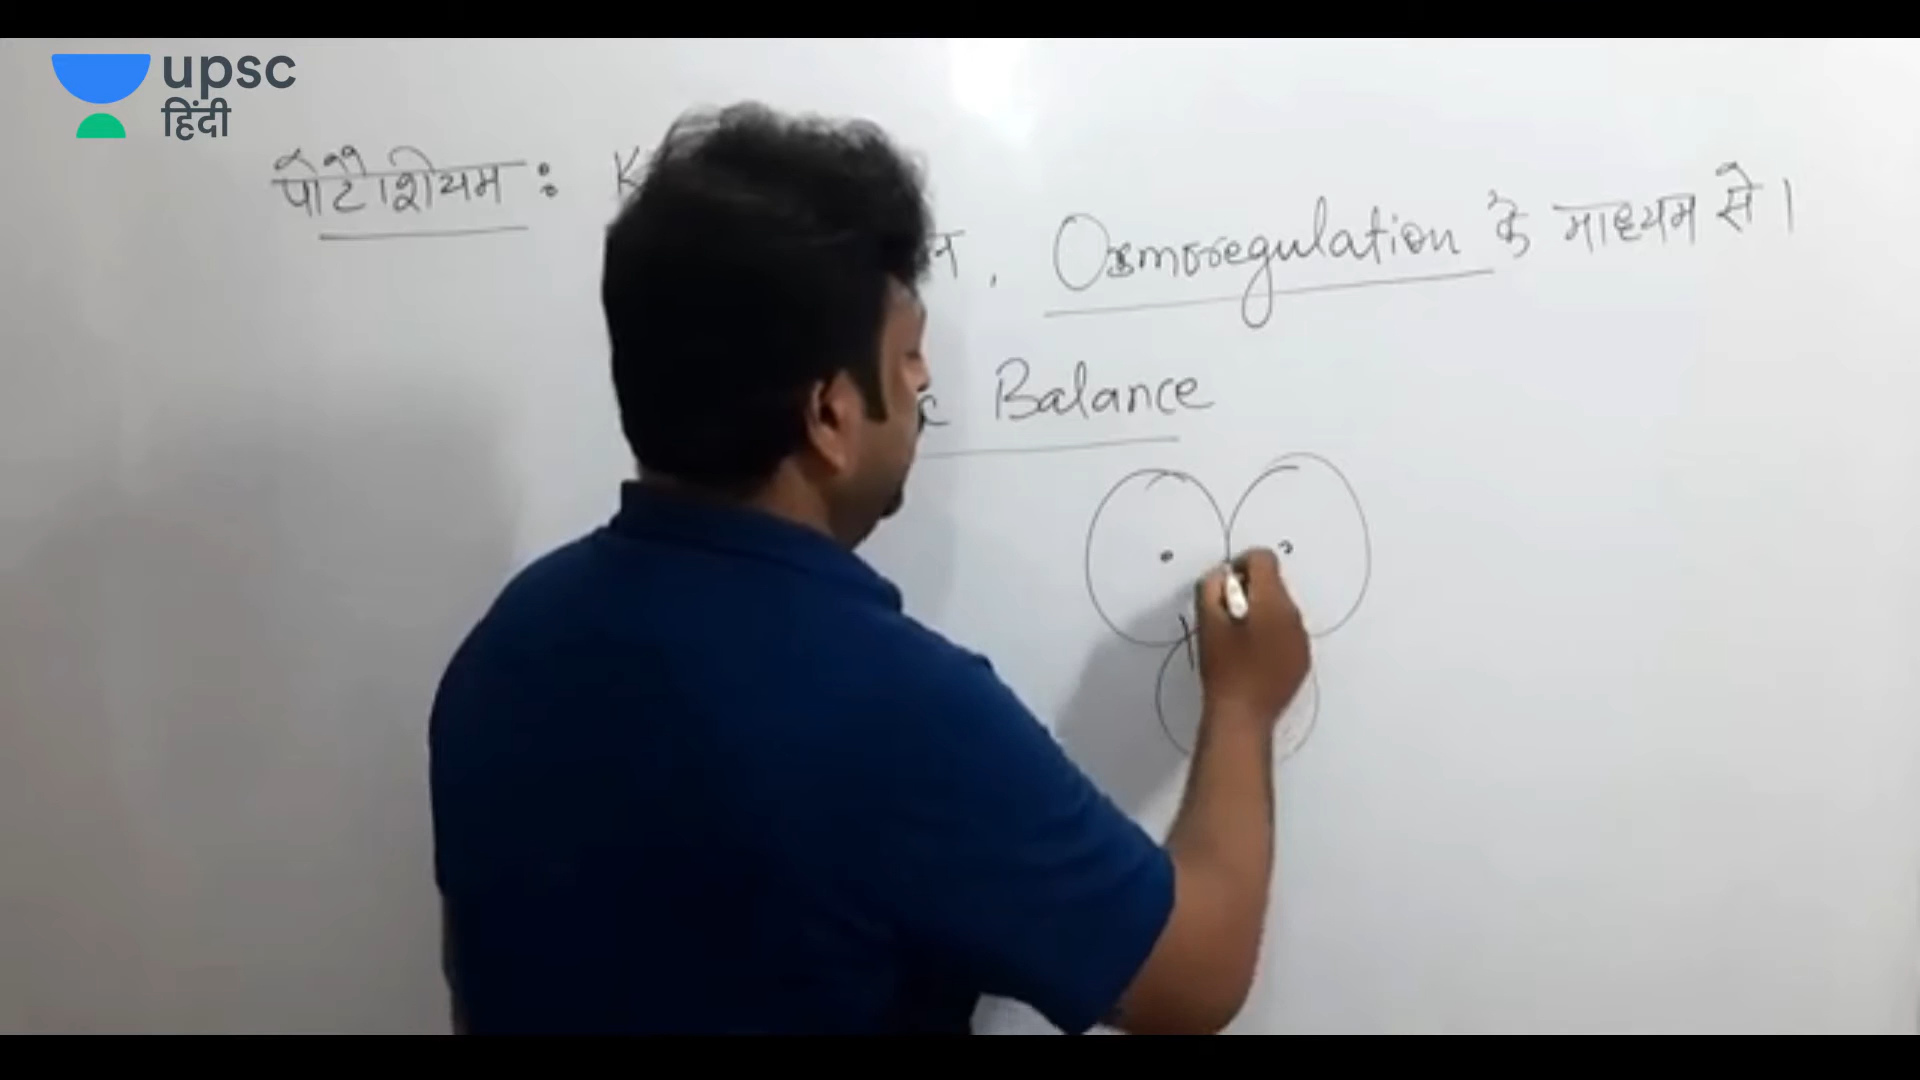 upsc
हिंदी
पोटैशियम : K
न , Osmoregulation के माध्यम से ।
c Balance